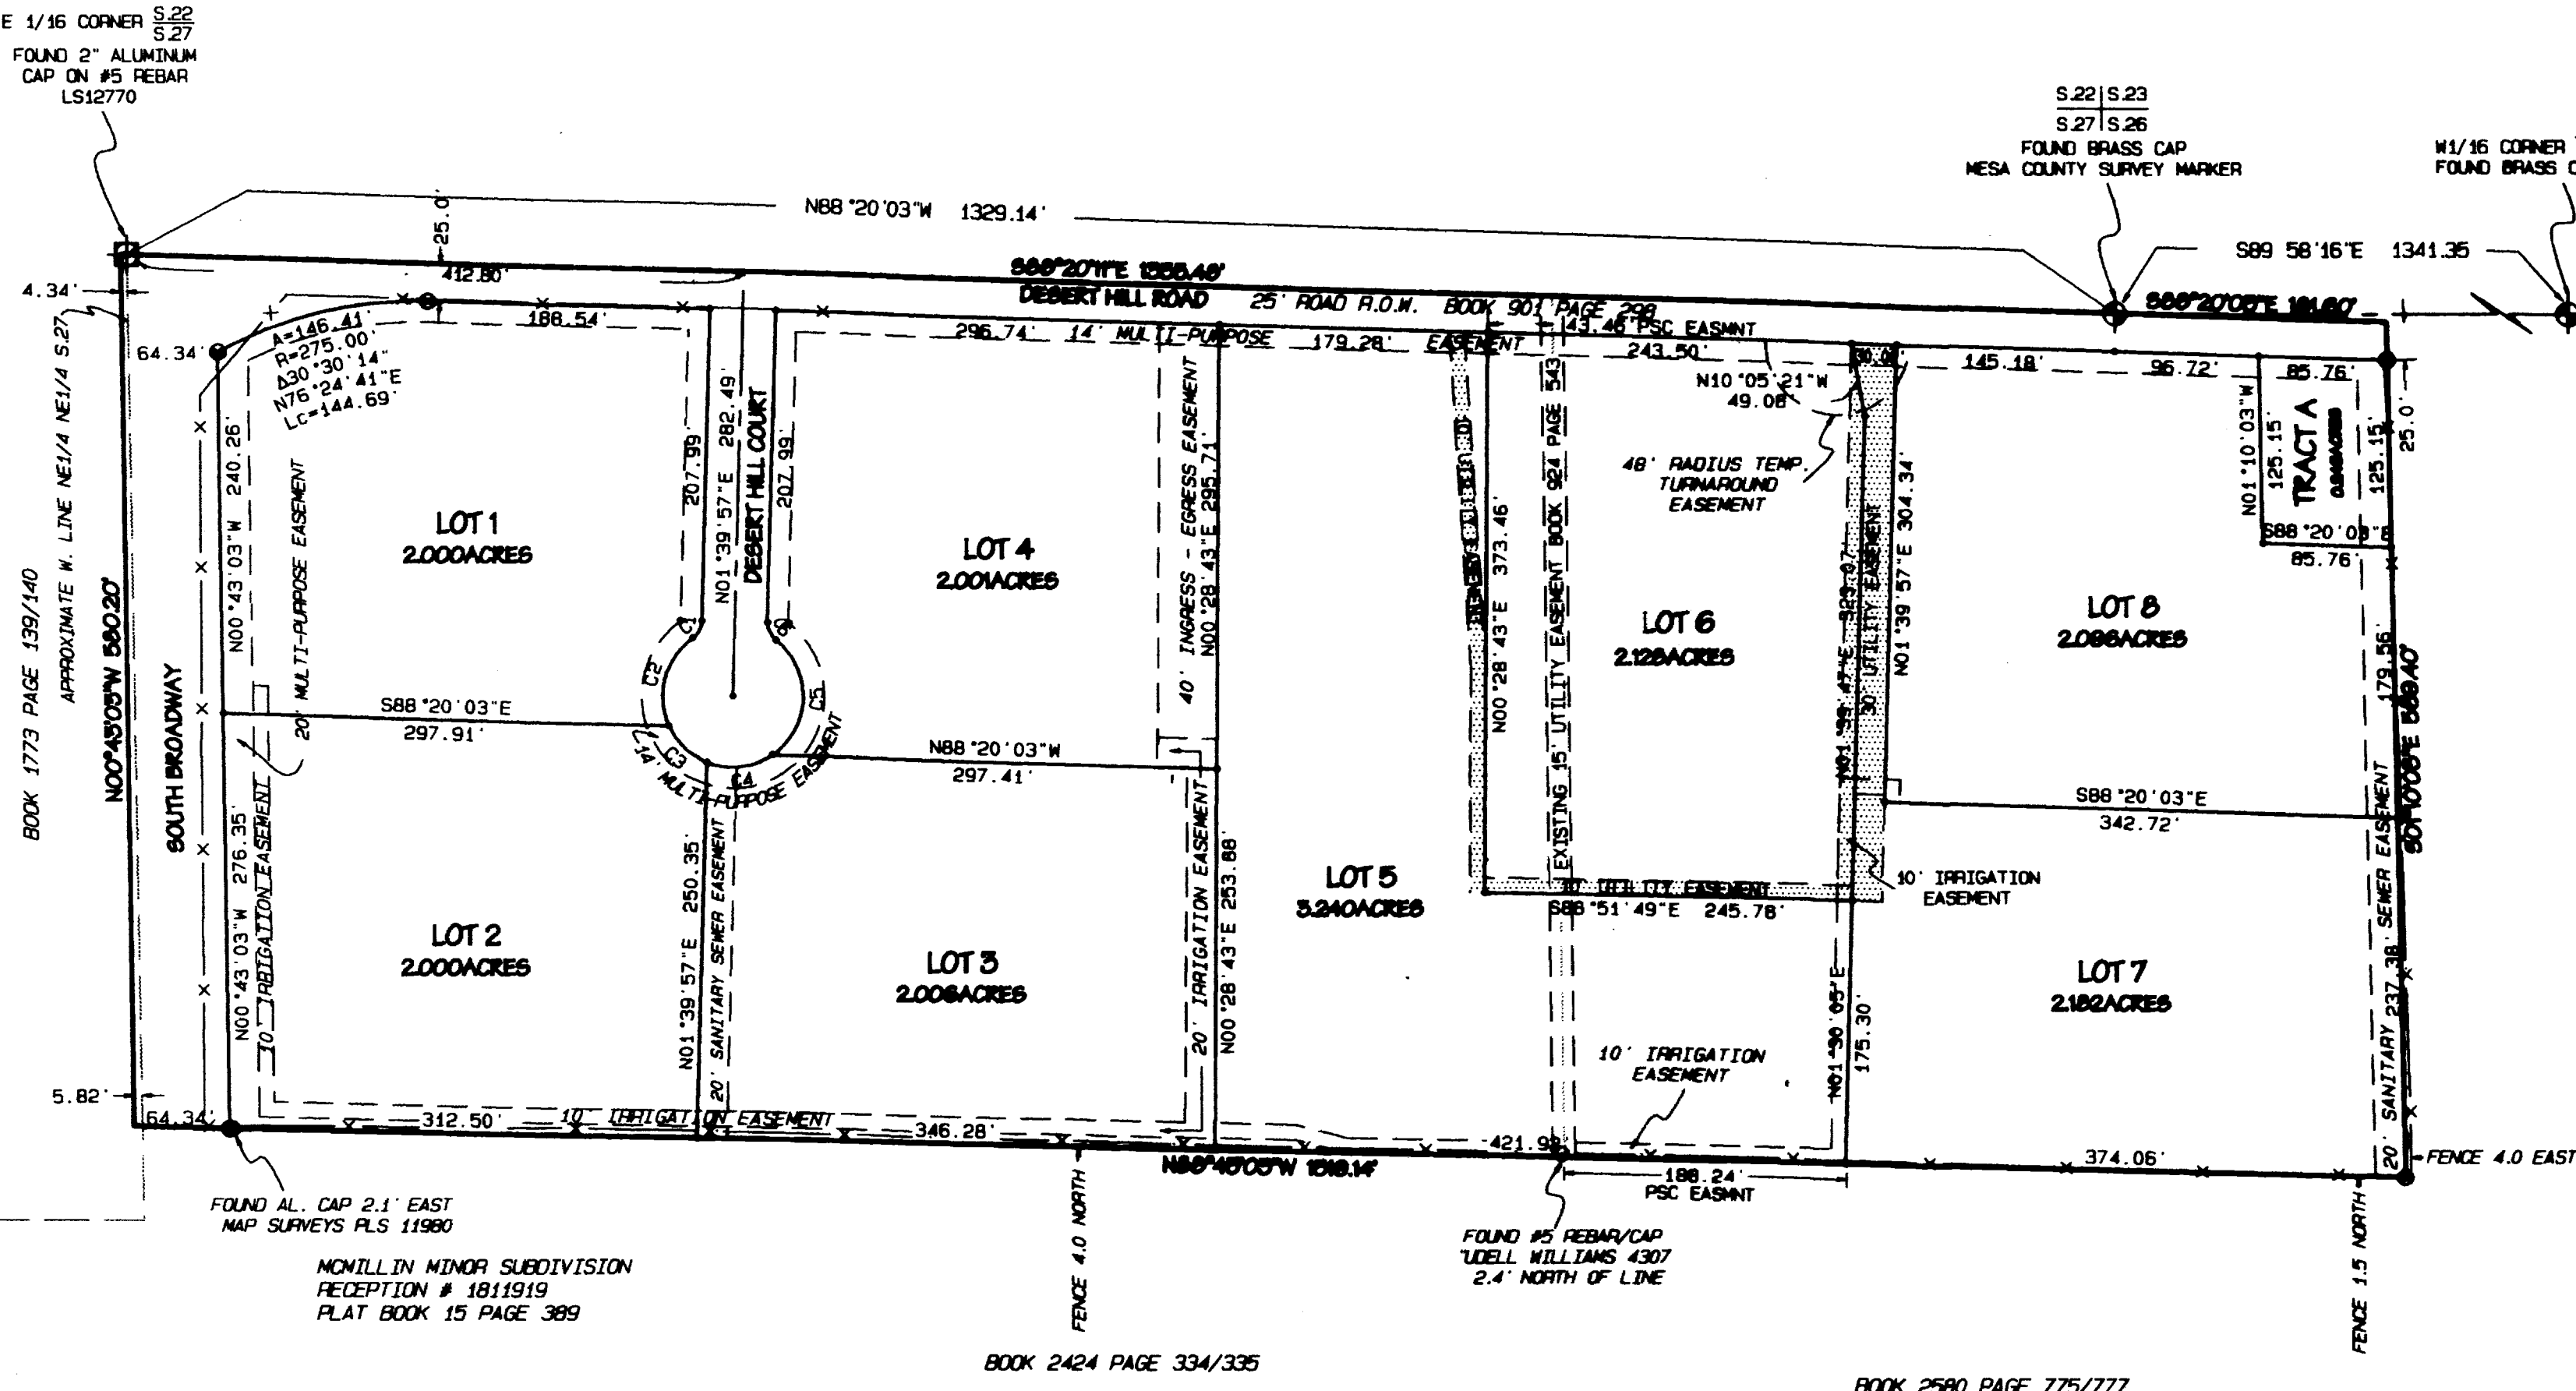 E 1/16 CORNER S.22
S.27
FOUND 2" ALUMINUM
CAP ON #5 REBAR
LS12770
S.22 S.23
S.27 S.26
FOUND BRASS CAP
MESA COUNTY SURVEY MARKER
W1/16 CORNER
FOUND BRASS
N88°20'03"W 1329.14'
S89 58'16"E 1341.35
25.0
412.80'
S88°20'11"E
DESERT HILL ROAD
25' ROAD R.O.W. BOOK 901 PAGE 298
4.34'
64.34'
A=146.41'
R=275.00'
Δ30°30'14"
N76°24'41"E
LC=144.69'
188.54'
296.74' 14' MULTI-PURPOSE 179.28' EASEMENT
43.46 PSC EASMNT
243.50'
N10°05'21"W
49.08'
145.18'
96.72'
85.76'
25.0'
APPROXIMATE W. LINE NE1/4 NE1/4 S.27
BOOK 1773 PAGE 139/140
N00°45'05"W 580.20'
SOUTH BROADWAY
N00°43'03"W 240.26'
20' MULTI-PURPOSE EASEMENT
LOT 1
2.000ACRES
207.99'
N01°39'57"E 282.49'
DESERT HILL COURT
207.99'
LOT 4
2.001ACRES
40' INGRESS - EGRESS EASEMENT
N00°28'43"E 295.71'
N00°28'43"E 373.46'
EXISTING 15' UTILITY EASEMENT BOOK 924 PAGE 543
48' RADIUS TEMP.
TURNAROUND
EASEMENT
LOT 6
30' UTILITY EASEMENT
N01°39'57"E 304.34'
N01°10'03"W
125.15'
TRACT A
125.15'
S88°20'03"E
85.76'
LOT 8
179.56'
C1
C2
C3
C4
C5
14' MULTI-PURPOSE EASEMENT
S88°20'03"E
297.91'
N88°20'03"W
297.41'
S88°20'03"E
342.72'
N00°43'03"W 276.35'
10' IRRIGATION EASEMENT
LOT 2
2.000ACRES
N01°39'57"E 250.35'
20' SANITARY SEWER EASEMENT
LOT 3
2.006ACRES
20' IRRIGATION EASEMENT
N00°28'43"E 253.88'
LOT 5
3.240ACRES
10' UTILITY EASEMENT
S88°51'49"E 245.78'
10' IRRIGATION
EASEMENT
LOT 7
2.182ACRES
20' SANITARY 237.38' SEWER EASEMENT
175.30'
10' IRRIGATION
EASEMENT
5.82'
64.34'
312.50'
10' IRRIGATION EASEMENT
346.28'
188.24'
PSC EASMNT
374.06'
FENCE 4.0 EAST
FENCE 4.0 NORTH
FENCE 1.5 NORTH
FOUND AL. CAP 2.1' EAST
MAP SURVEYS PLS 11980
FOUND #5 REBAR/CAP
"UDELL WILLIAMS 4307
2.4' NORTH OF LINE
MCMILLIN MINOR SUBDIVISION
RECEPTION # 1811919
PLAT BOOK 15 PAGE 389
BOOK 2424 PAGE 334/335
BOOK 2580 PAGE 775/777